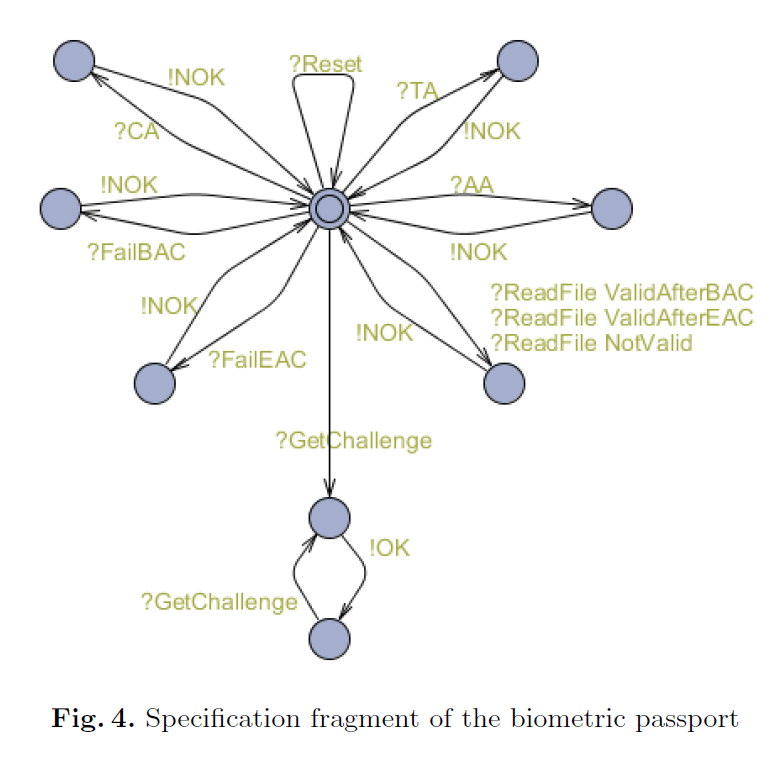 ?Reset
!NOK
?TA
?CA
!NOK
!NOK
?AA
?FailBAC
!NOK
?ReadFile ValidAfterBAC
?ReadFile ValidAfterEAC
?ReadFile NotValid
!NOK
!NOK
?FailEAC
?GetChallenge
!OK
?GetChallenge
Fig. 4. Specification fragment of the biometric passport